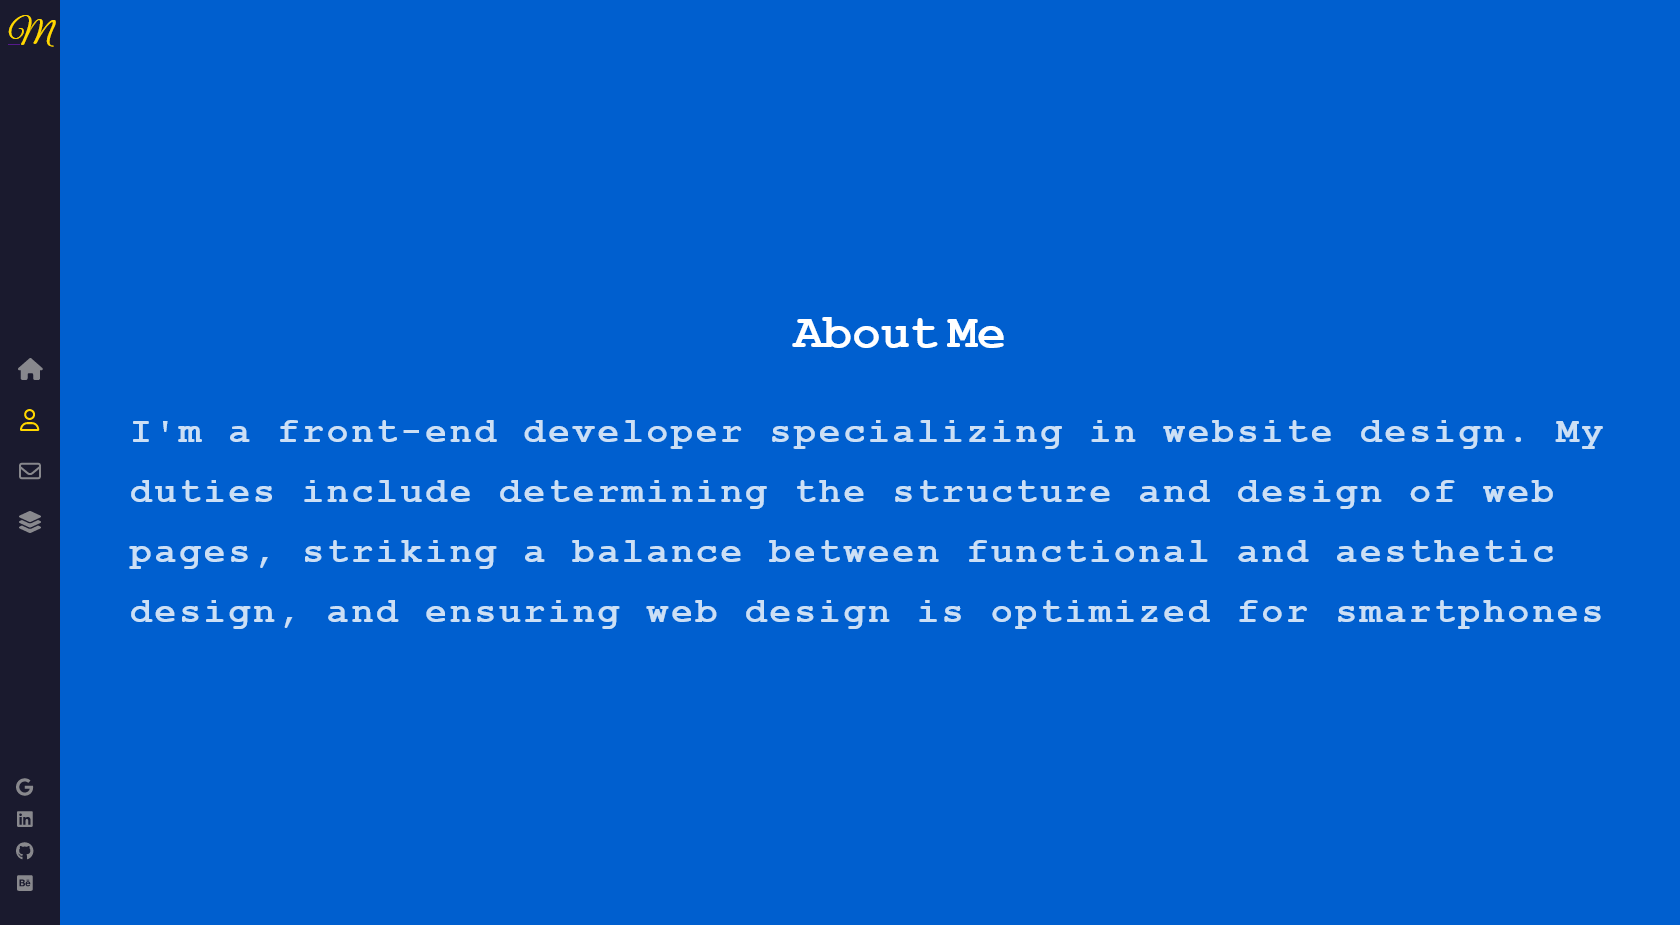 M
About Me
I'm a front-end developer specializing in website design. My
duties include determining the structure and design of web
pages, striking a balance between functional and aesthetic
design, and ensuring web design is optimized for smartphones